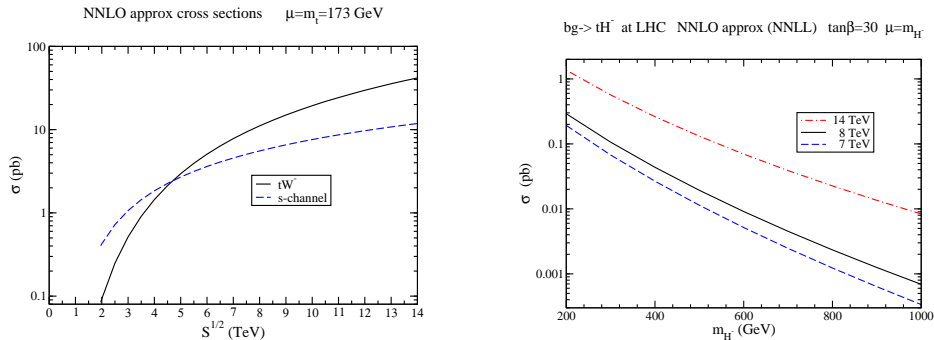 NNLO approx cross sections μ=mₜ=173 GeV
100
10
1
0.1
σ (pb)
tW⁻
s-channel
0 1 2 3 4 5 6 7 8 9 10 11 12 13 14
S^1/2 (TeV)
bg-> tH⁻ at LHC NNLO approx (NNLL) tanβ=30 μ=m_H⁻
1
0.1
0.01
0.001
σ (pb)
14 TeV
8 TeV
7 TeV
200 400 600 800 1000
m_H⁻ (GeV)